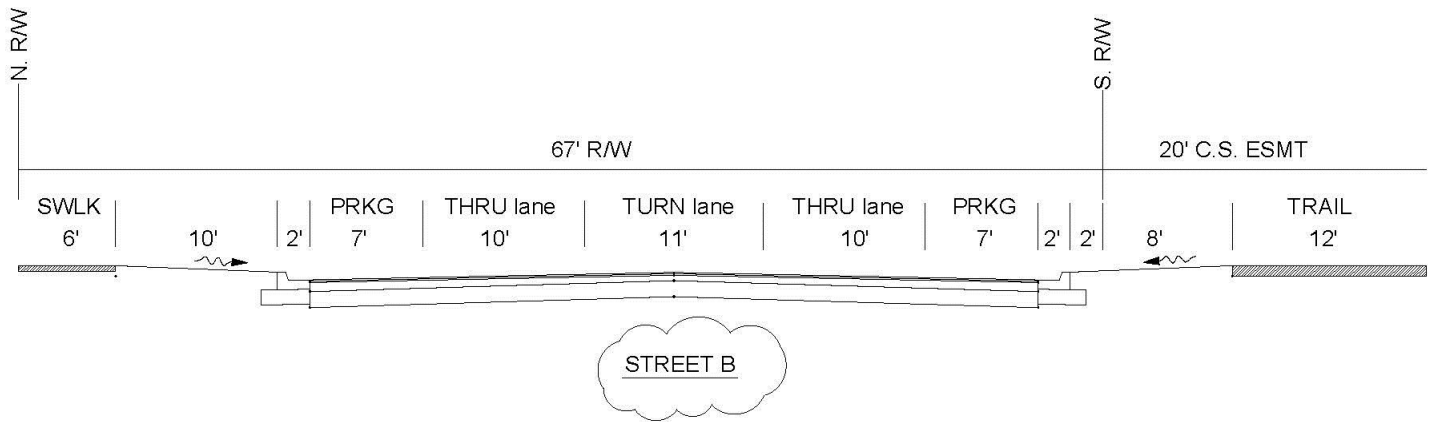 N. R/W
S. R/W
67' R/W
20' C.S. ESMT
SWLK
PRKG
THRU lane
TURN lane
THRU lane
PRKG
TRAIL
6'
10'
2'
7'
10'
11'
10'
7'
2'
2'
8'
12'
STREET B